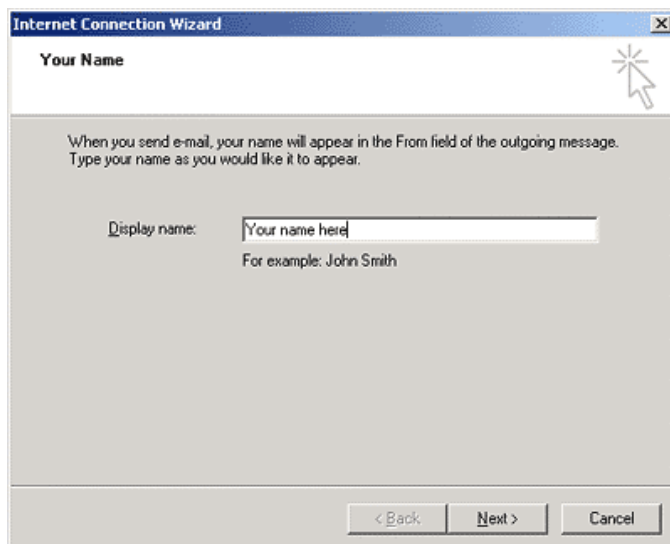 Internet Connection Wizard
Your Name
When you send e-mail, your name will appear in the From field of the outgoing message.
Type your name as you would like it to appear.
Display name: Your name here
For example: John Smith
< Back Next > Cancel